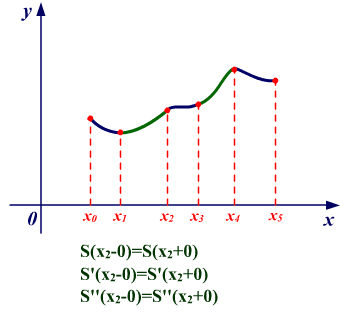 y
0 x₀ x₁ x₂ x₃ x₄ x₅ x
S(x₂-0)=S(x₂+0)
S'(x₂-0)=S'(x₂+0)
S''(x₂-0)=S''(x₂+0)